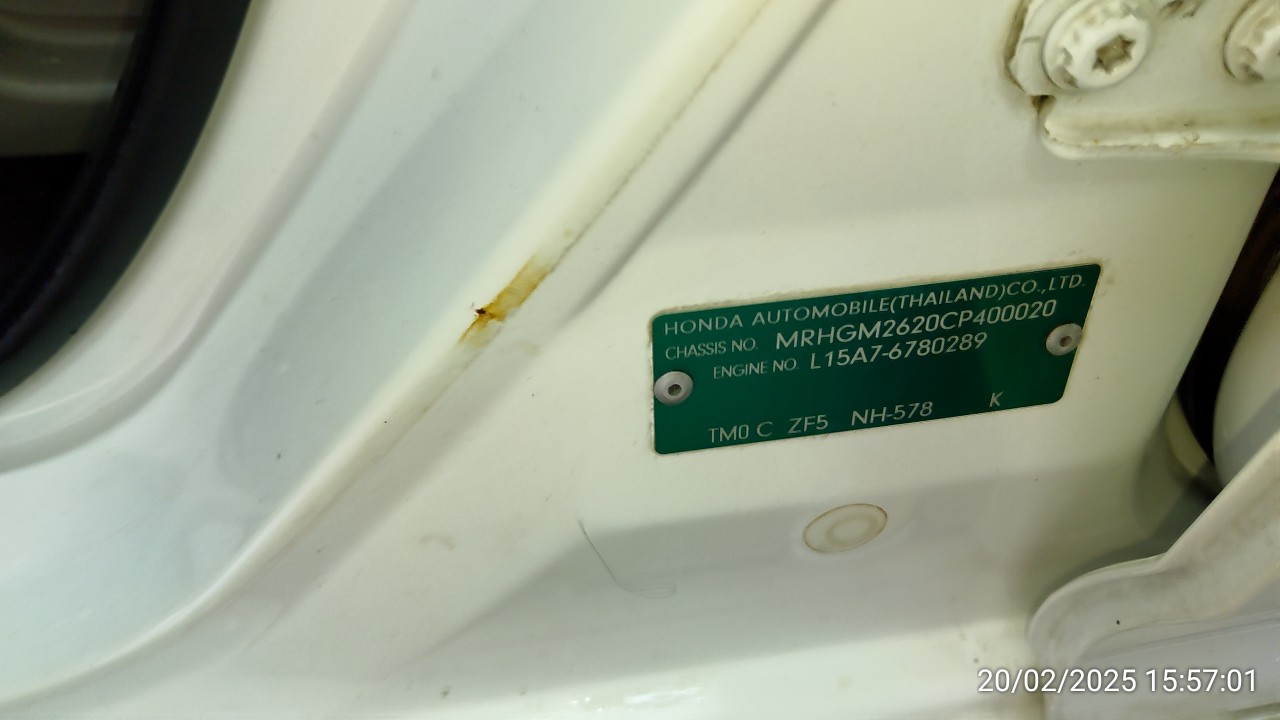 HONDA AUTOMOBILE(THAILAND)CO.,LTD.
CHASSIS NO. MRHGM2620CP400020
ENGINE NO. L15A7-6780289
TM0 C ZF5 NH-578 K
20/02/2025 15:57:01